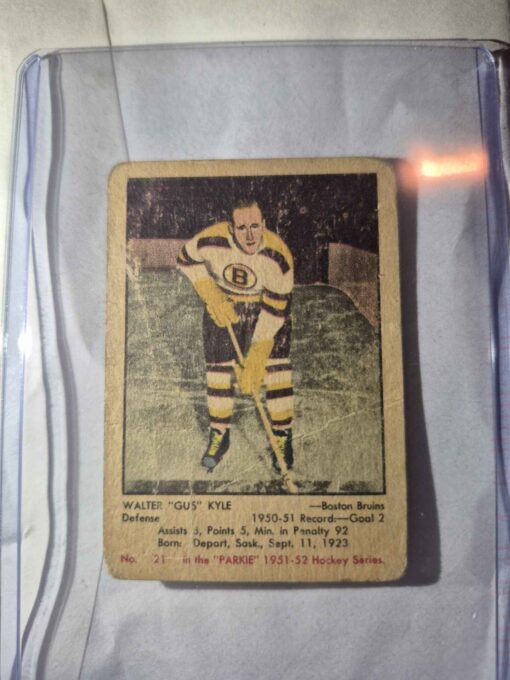 B
WALTER "GUS" KYLE —Boston Bruins
Defense 1950-51 Record:—Goal 2
Assists 3, Points 5, Min. in Penalty 92
Born: Depart, Sask., Sept. 11, 1923
No. 21 in the "PARKIE" 1951-52 Hockey Series.